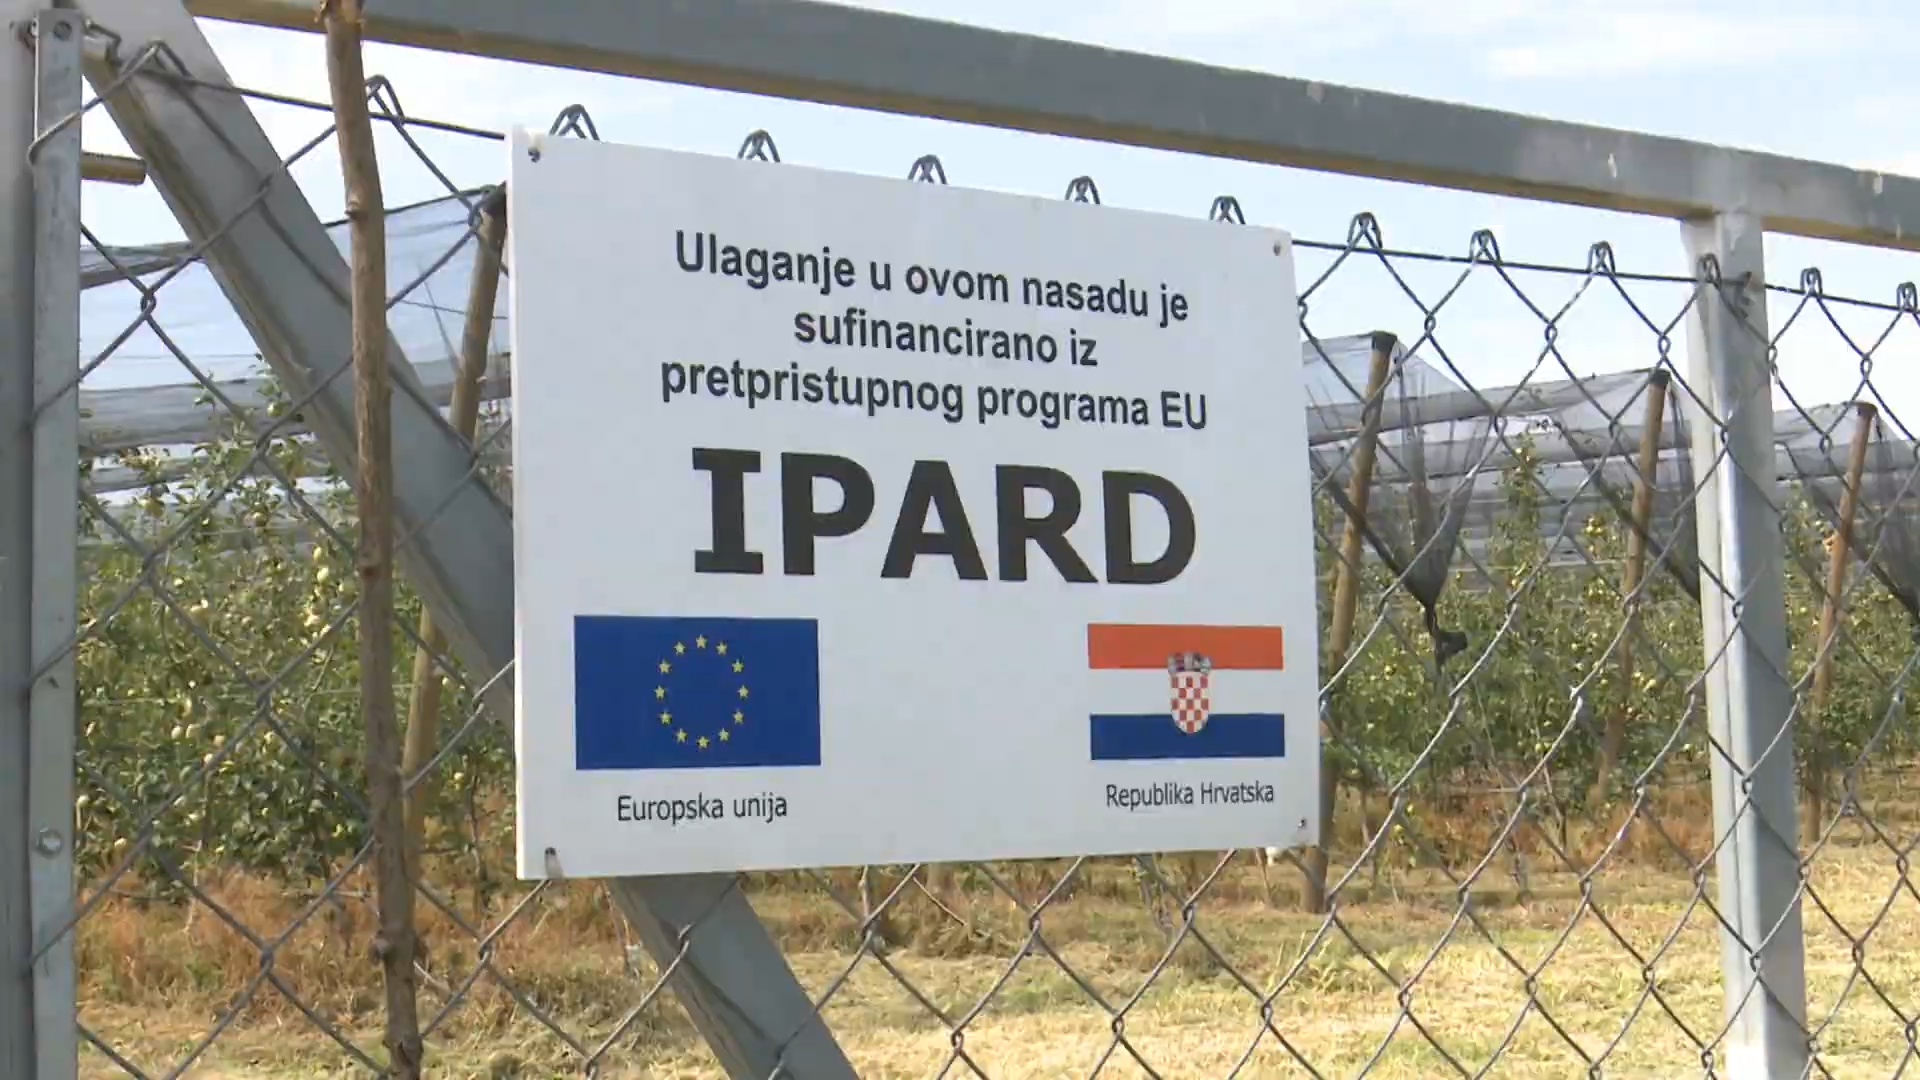 Ulaganje u ovom nasadu je
sufinancirano iz
pretpristupnog programa EU
IPARD
Europska unija
Republika Hrvatska